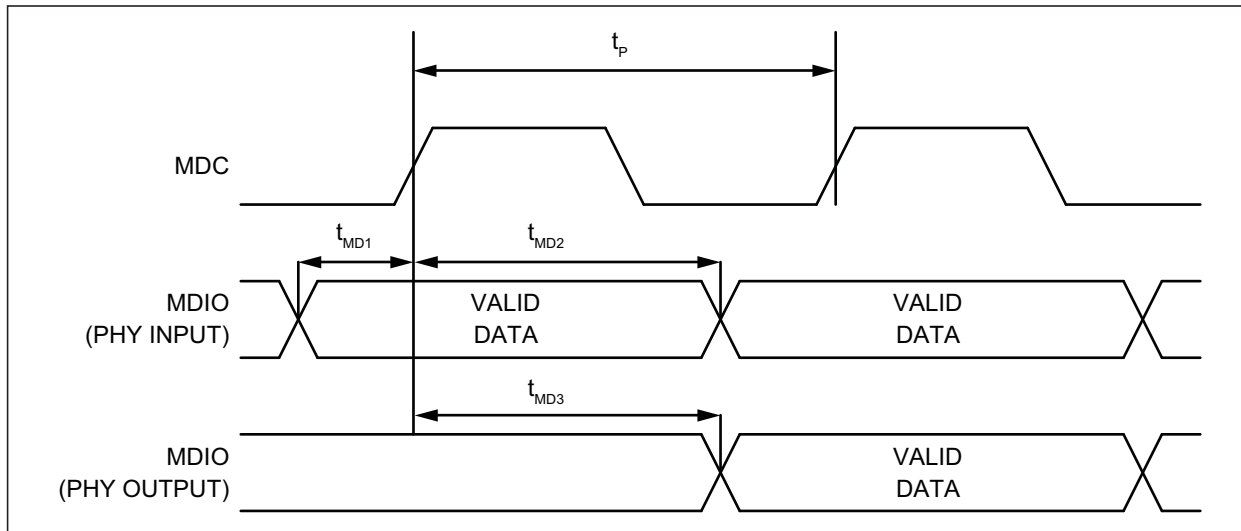 tP
MDC
tMD1
tMD2
MDIO
(PHY INPUT)
VALID
DATA
VALID
DATA
tMD3
MDIO
(PHY OUTPUT)
VALID
DATA